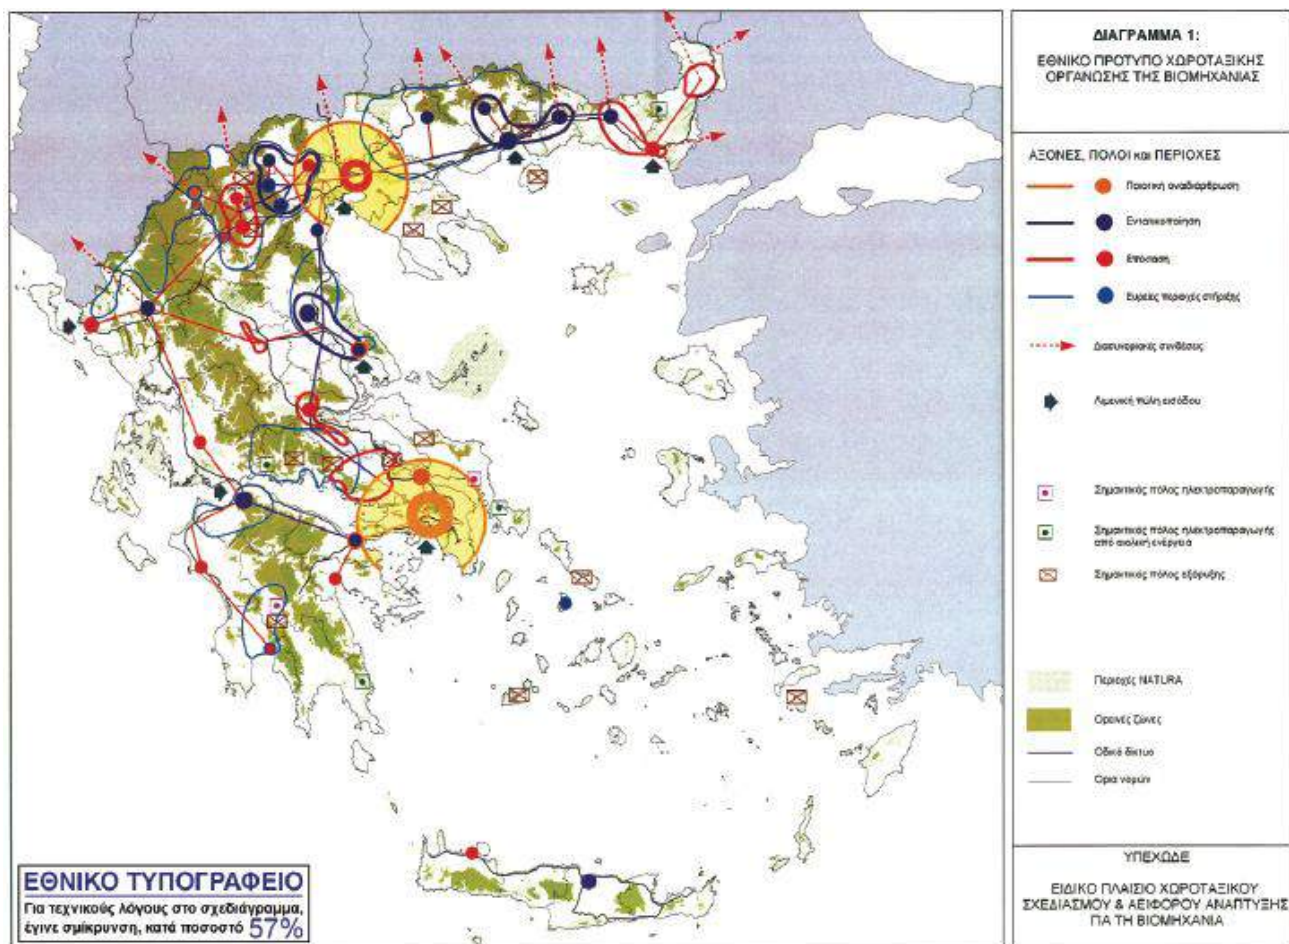 ΔΙΑΓΡΑΜΜΑ 1:
ΕΘΝΙΚΟ ΠΡΟΤΥΠΟ ΧΩΡΟΤΑΞΙΚΗΣ
ΟΡΓΑΝΩΣΗΣ ΤΗΣ ΒΙΟΜΗΧΑΝΙΑΣ
ΑΞΟΝΕΣ, ΠΟΛΟΙ και ΠΕΡΙΟΧΕΣ
Ποιοτική αναδιάρθρωση
Εντατικοποίηση
Επέκταση
Ευρείες περιοχές στήριξης
Διασυνοριακές συνδέσεις
Λιμενική πύλη εισόδου
Σημαντικός πόλος ηλεκτροπαραγωγής
Σημαντικός πόλος ηλεκτροπαραγωγής
από αιολική ενέργεια
Σημαντικός πόλος εξόρυξης
Περιοχές NATURA
Ορεινές ζώνες
Οδικό δίκτυο
Όρια νομών
ΥΠΕΧΩΔΕ
ΕΙΔΙΚΟ ΠΛΑΙΣΙΟ ΧΩΡΟΤΑΞΙΚΟΥ
ΣΧΕΔΙΑΣΜΟΥ & ΑΕΙΦΟΡΟΥ ΑΝΑΠΤΥΞΗΣ
ΓΙΑ ΤΗ ΒΙΟΜΗΧΑΝΙΑ
ΕΘΝΙΚΟ ΤΥΠΟΓΡΑΦΕΙΟ
Για τεχνικούς λόγους στο σχεδιάγραμμα,
έγινε σμίκρυνση, κατά ποσοστό 57%